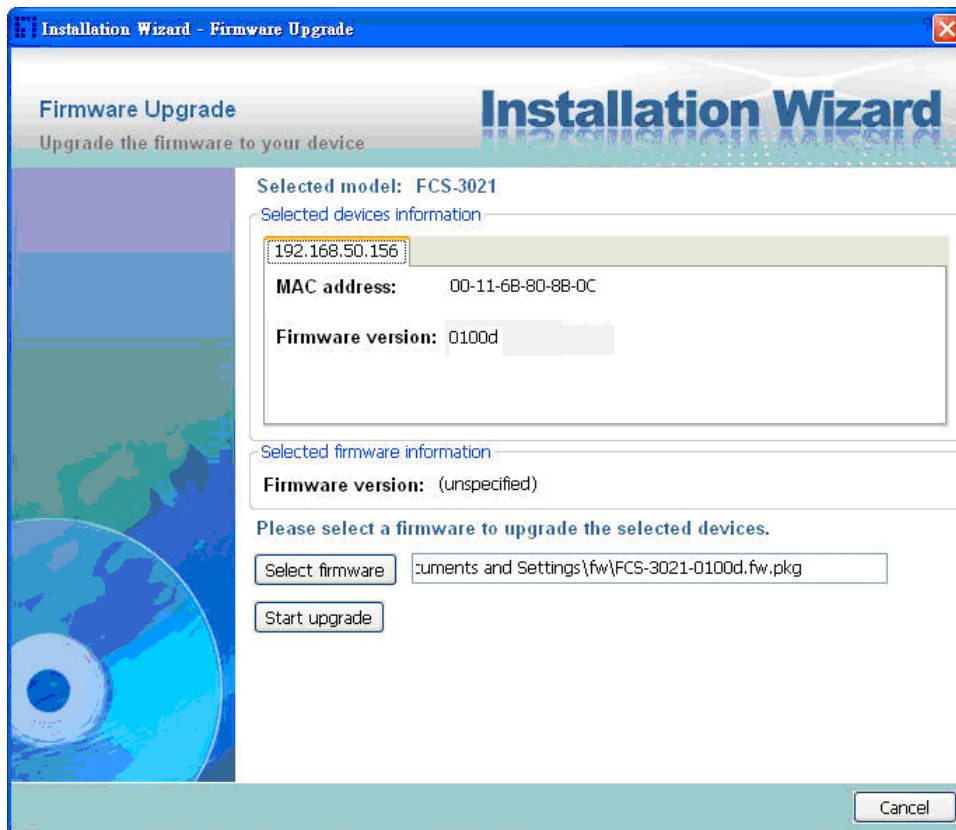 Installation Wizard - Firmware Upgrade
Firmware Upgrade
Installation Wizard
Upgrade the firmware to your device
Selected model: FCS-3021
Selected devices information
192.168.50.156
MAC address: 00-11-6B-80-8B-0C
Firmware version: 0100d
Selected firmware information
Firmware version: (unspecified)
Please select a firmware to upgrade the selected devices.
Select firmware :uments and Settings\fw\FCS-3021-0100d.fw.pkg
Start upgrade
Cancel